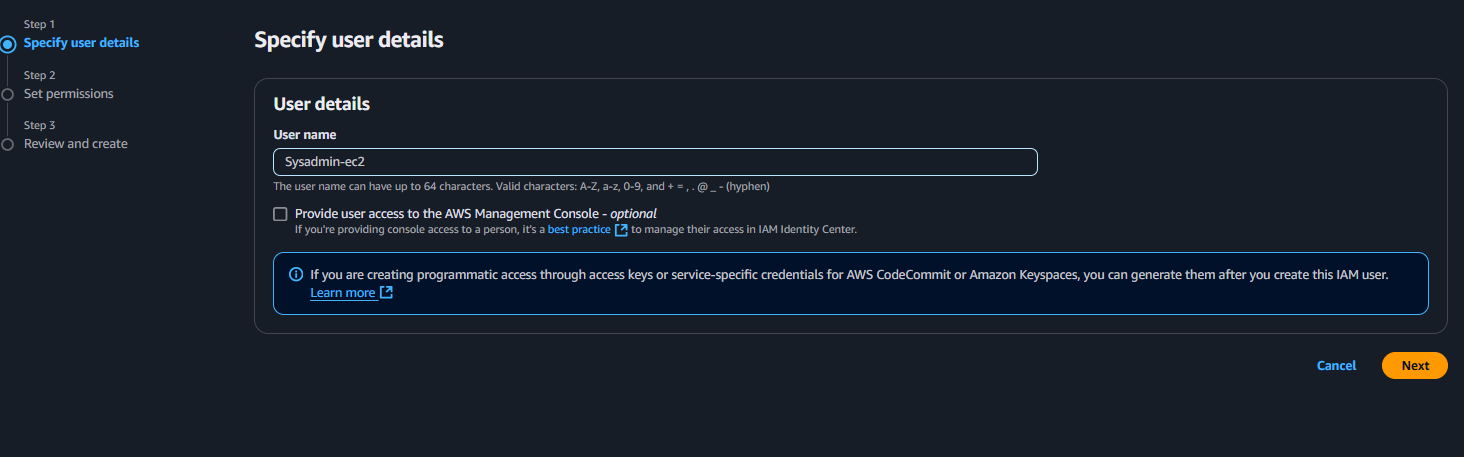 Step 1
Specify user details
Step 2
Set permissions
Step 3
Review and create
Specify user details
User details
User name
Sysadmin-ec2
The user name can have up to 64 characters. Valid characters: A-Z, a-z, 0-9, and + = , . @ _ - (hyphen)
Provide user access to the AWS Management Console - optional
If you're providing console access to a person, it's a best practice to manage their access in IAM Identity Center.
If you are creating programmatic access through access keys or service-specific credentials for AWS CodeCommit or Amazon Keyspaces, you can generate them after you create this IAM user.
Learn more
Cancel
Next